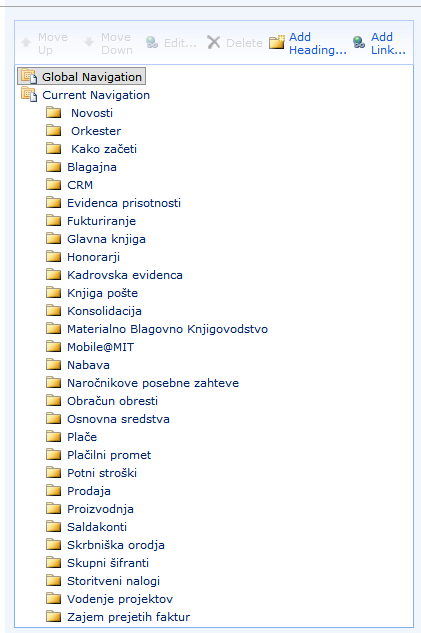 Move Up
Move Down
Edit...
Delete
Add Heading...
Add Link...
Global Navigation
Current Navigation
Novosti
Orkester
Kako začeti
Blagajna
CRM
Evidenca prisotnosti
Fukturiranje
Glavna knjiga
Honorarji
Kadrovska evidenca
Knjiga pošte
Konsolidacija
Materialno Blagovno Knjigovodstvo
Mobile@MIT
Nabava
Naročnikove posebne zahteve
Obračun obresti
Osnovna sredstva
Plače
Plačilni promet
Potni stroški
Prodaja
Proizvodnja
Saldakonti
Skrbniška orodja
Skupni šifranti
Storitveni nalogi
Vodenje projektov
Zajem prejetih faktur